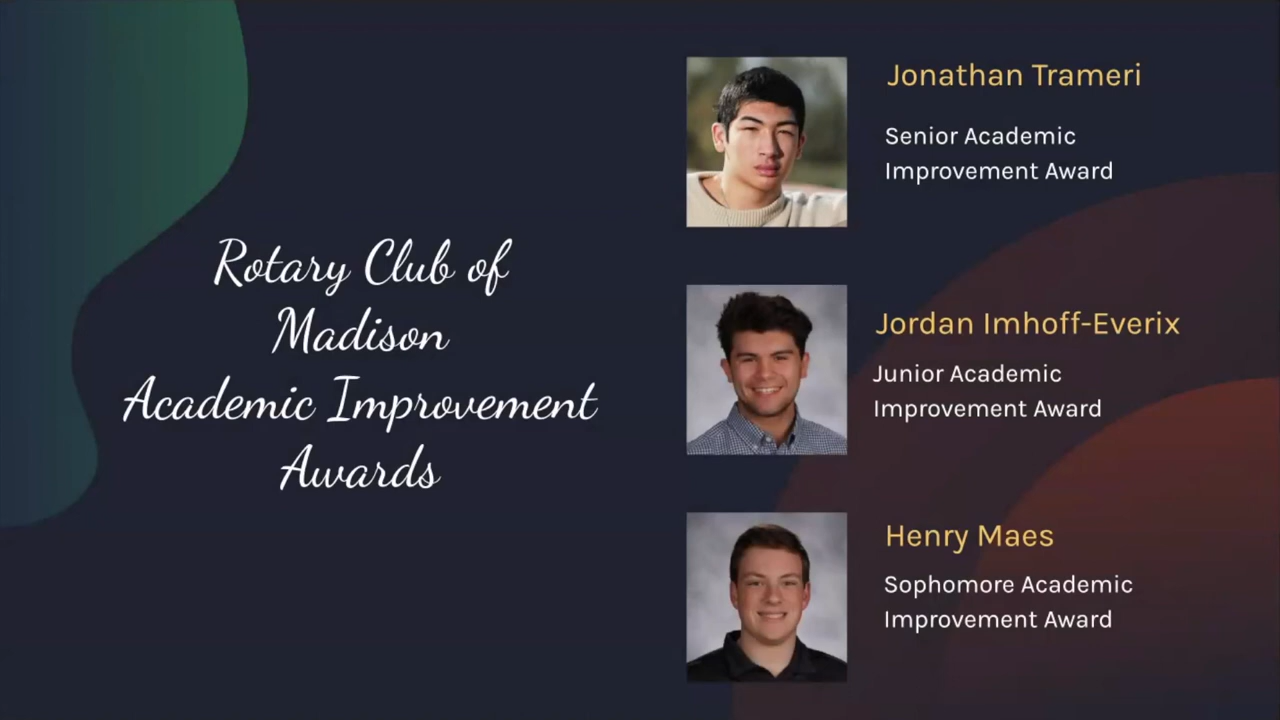 Rotary Club of
Madison
Academic Improvement
Awards
Jonathan Trameri
Senior Academic
Improvement Award
Jordan Imhoff-Everix
Junior Academic
Improvement Award
Henry Maes
Sophomore Academic
Improvement Award